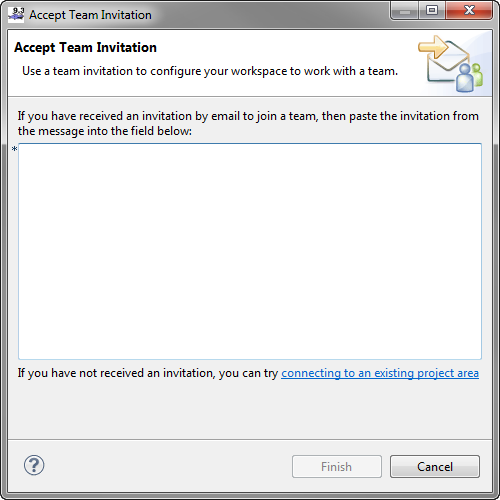 9.3
Accept Team Invitation
Accept Team Invitation
Use a team invitation to configure your workspace to work with a team.
If you have received an invitation by email to join a team, then paste the invitation from
the message into the field below:
*
If you have not received an invitation, you can try connecting to an existing project area
?
Finish
Cancel